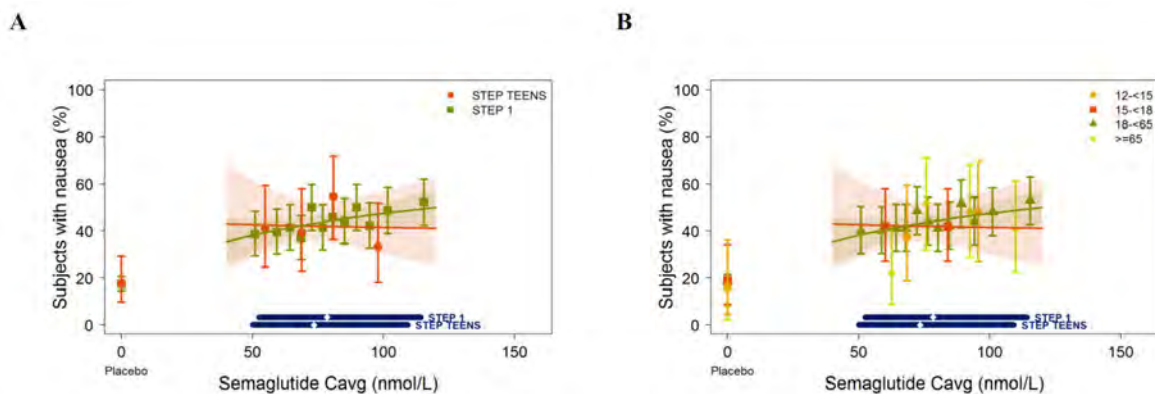 A
Subjects with nausea (%)
100
80
60
40
20
0
STEP TEENS
STEP 1
STEP 1
STEP TEENS
0
50
100
150
Placebo
Semaglutide Cavg (nmol/L)
B
Subjects with nausea (%)
100
80
60
40
20
0
12-<15
15-<18
18-<65
>=65
STEP 1
STEP TEENS
0
50
100
150
Placebo
Semaglutide Cavg (nmol/L)